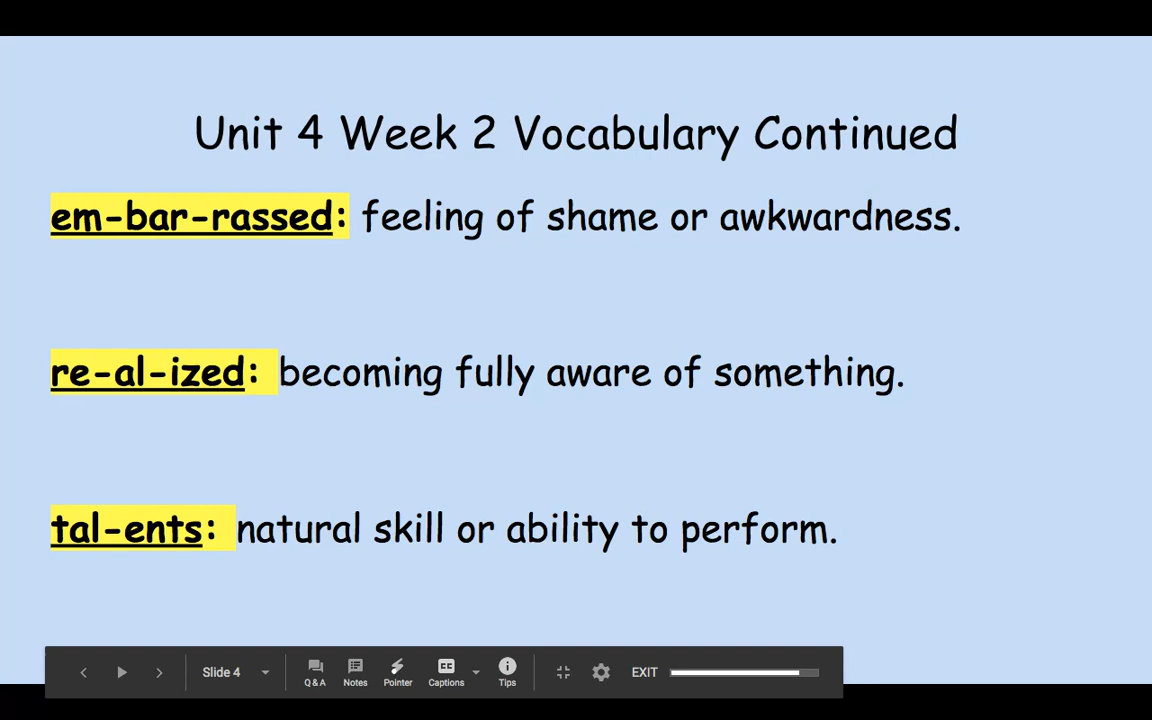 Unit 4 Week 2 Vocabulary Continued
em-bar-rassed: feeling of shame or awkwardness.
re-al-ized: becoming fully aware of something.
tal-ents: natural skill or ability to perform.
Slide 4 Q & A Notes Pointer CC Captions Tips EXIT